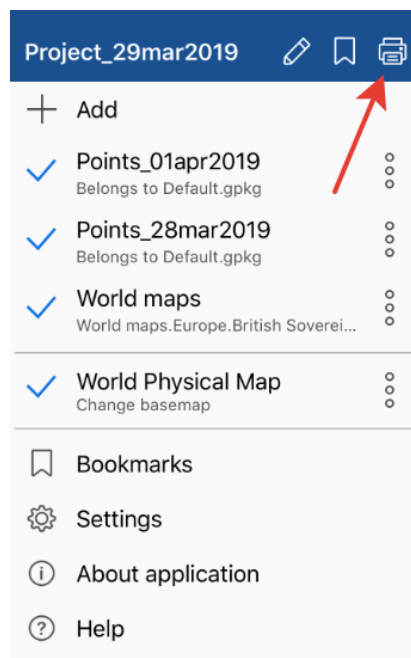 Project_29mar2019
Add
Points_01apr2019
Belongs to Default.gpkg
Points_28mar2019
Belongs to Default.gpkg
World maps
World maps.Europe.British Soverei...
World Physical Map
Change basemap
Bookmarks
Settings
About application
Help